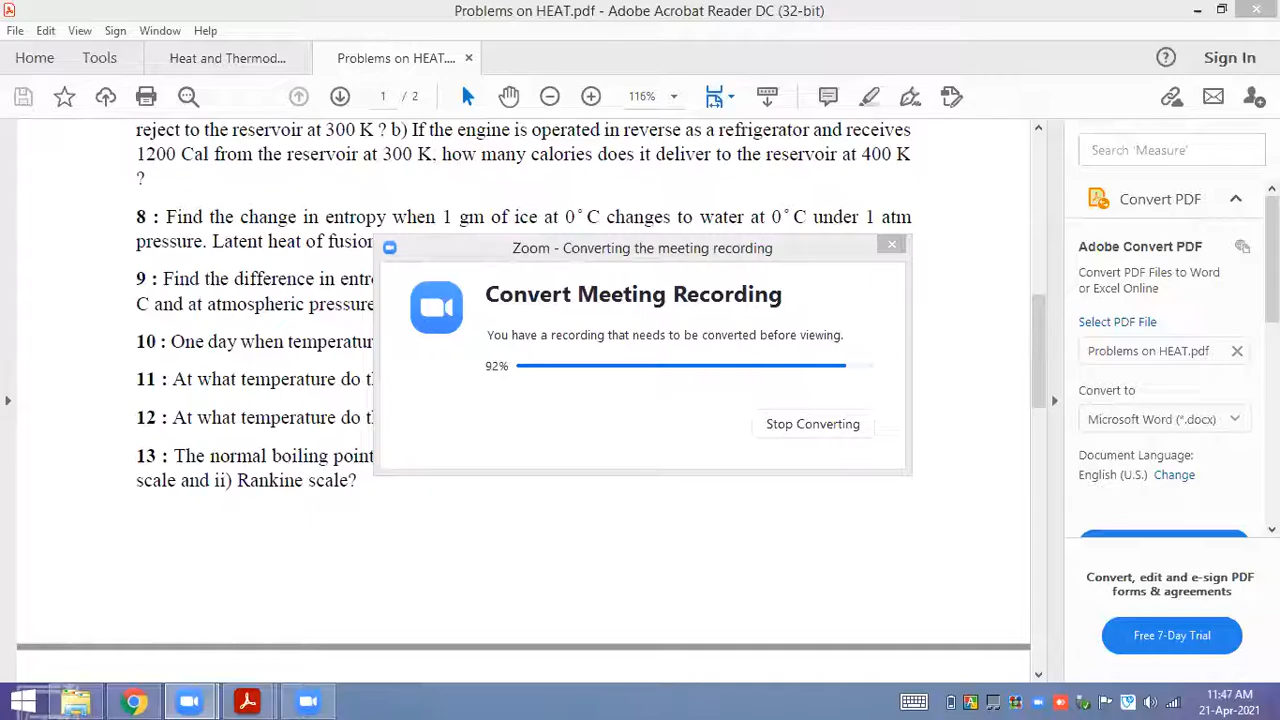 Problems on HEAT.pdf - Adobe Acrobat Reader DC (32-bit)
File Edit View Sign Window Help
Home Tools Heat and Thermod... Problems on HEAT.... × Sign In
1 / 2 116%
reject to the reservoir at 300 K ? b) If the engine is operated in reverse as a refrigerator and receives
1200 Cal from the reservoir at 300 K, how many calories does it deliver to the reservoir at 400 K
?
8 : Find the change in entropy when 1 gm of ice at 0˚C changes to water at 0˚C under 1 atm
pressure. Latent heat of fusion
9 : Find the difference in entr
C and at atmospheric pressure
10 : One day when temperatur
11 : At what temperature do t
12 : At what temperature do t
13 : The normal boiling point
scale and ii) Rankine scale?
Zoom - Converting the meeting recording
Convert Meeting Recording
You have a recording that needs to be converted before viewing.
92%
Stop Converting
Search 'Measure'
Convert PDF
Adobe Convert PDF
Convert PDF Files to Word
or Excel Online
Select PDF File
Problems on HEAT.pdf
Convert to
Microsoft Word (*.docx)
Document Language:
English (U.S.) Change
Convert, edit and e-sign PDF
forms & agreements
Free 7-Day Trial
11:47 AM
21-Apr-2021